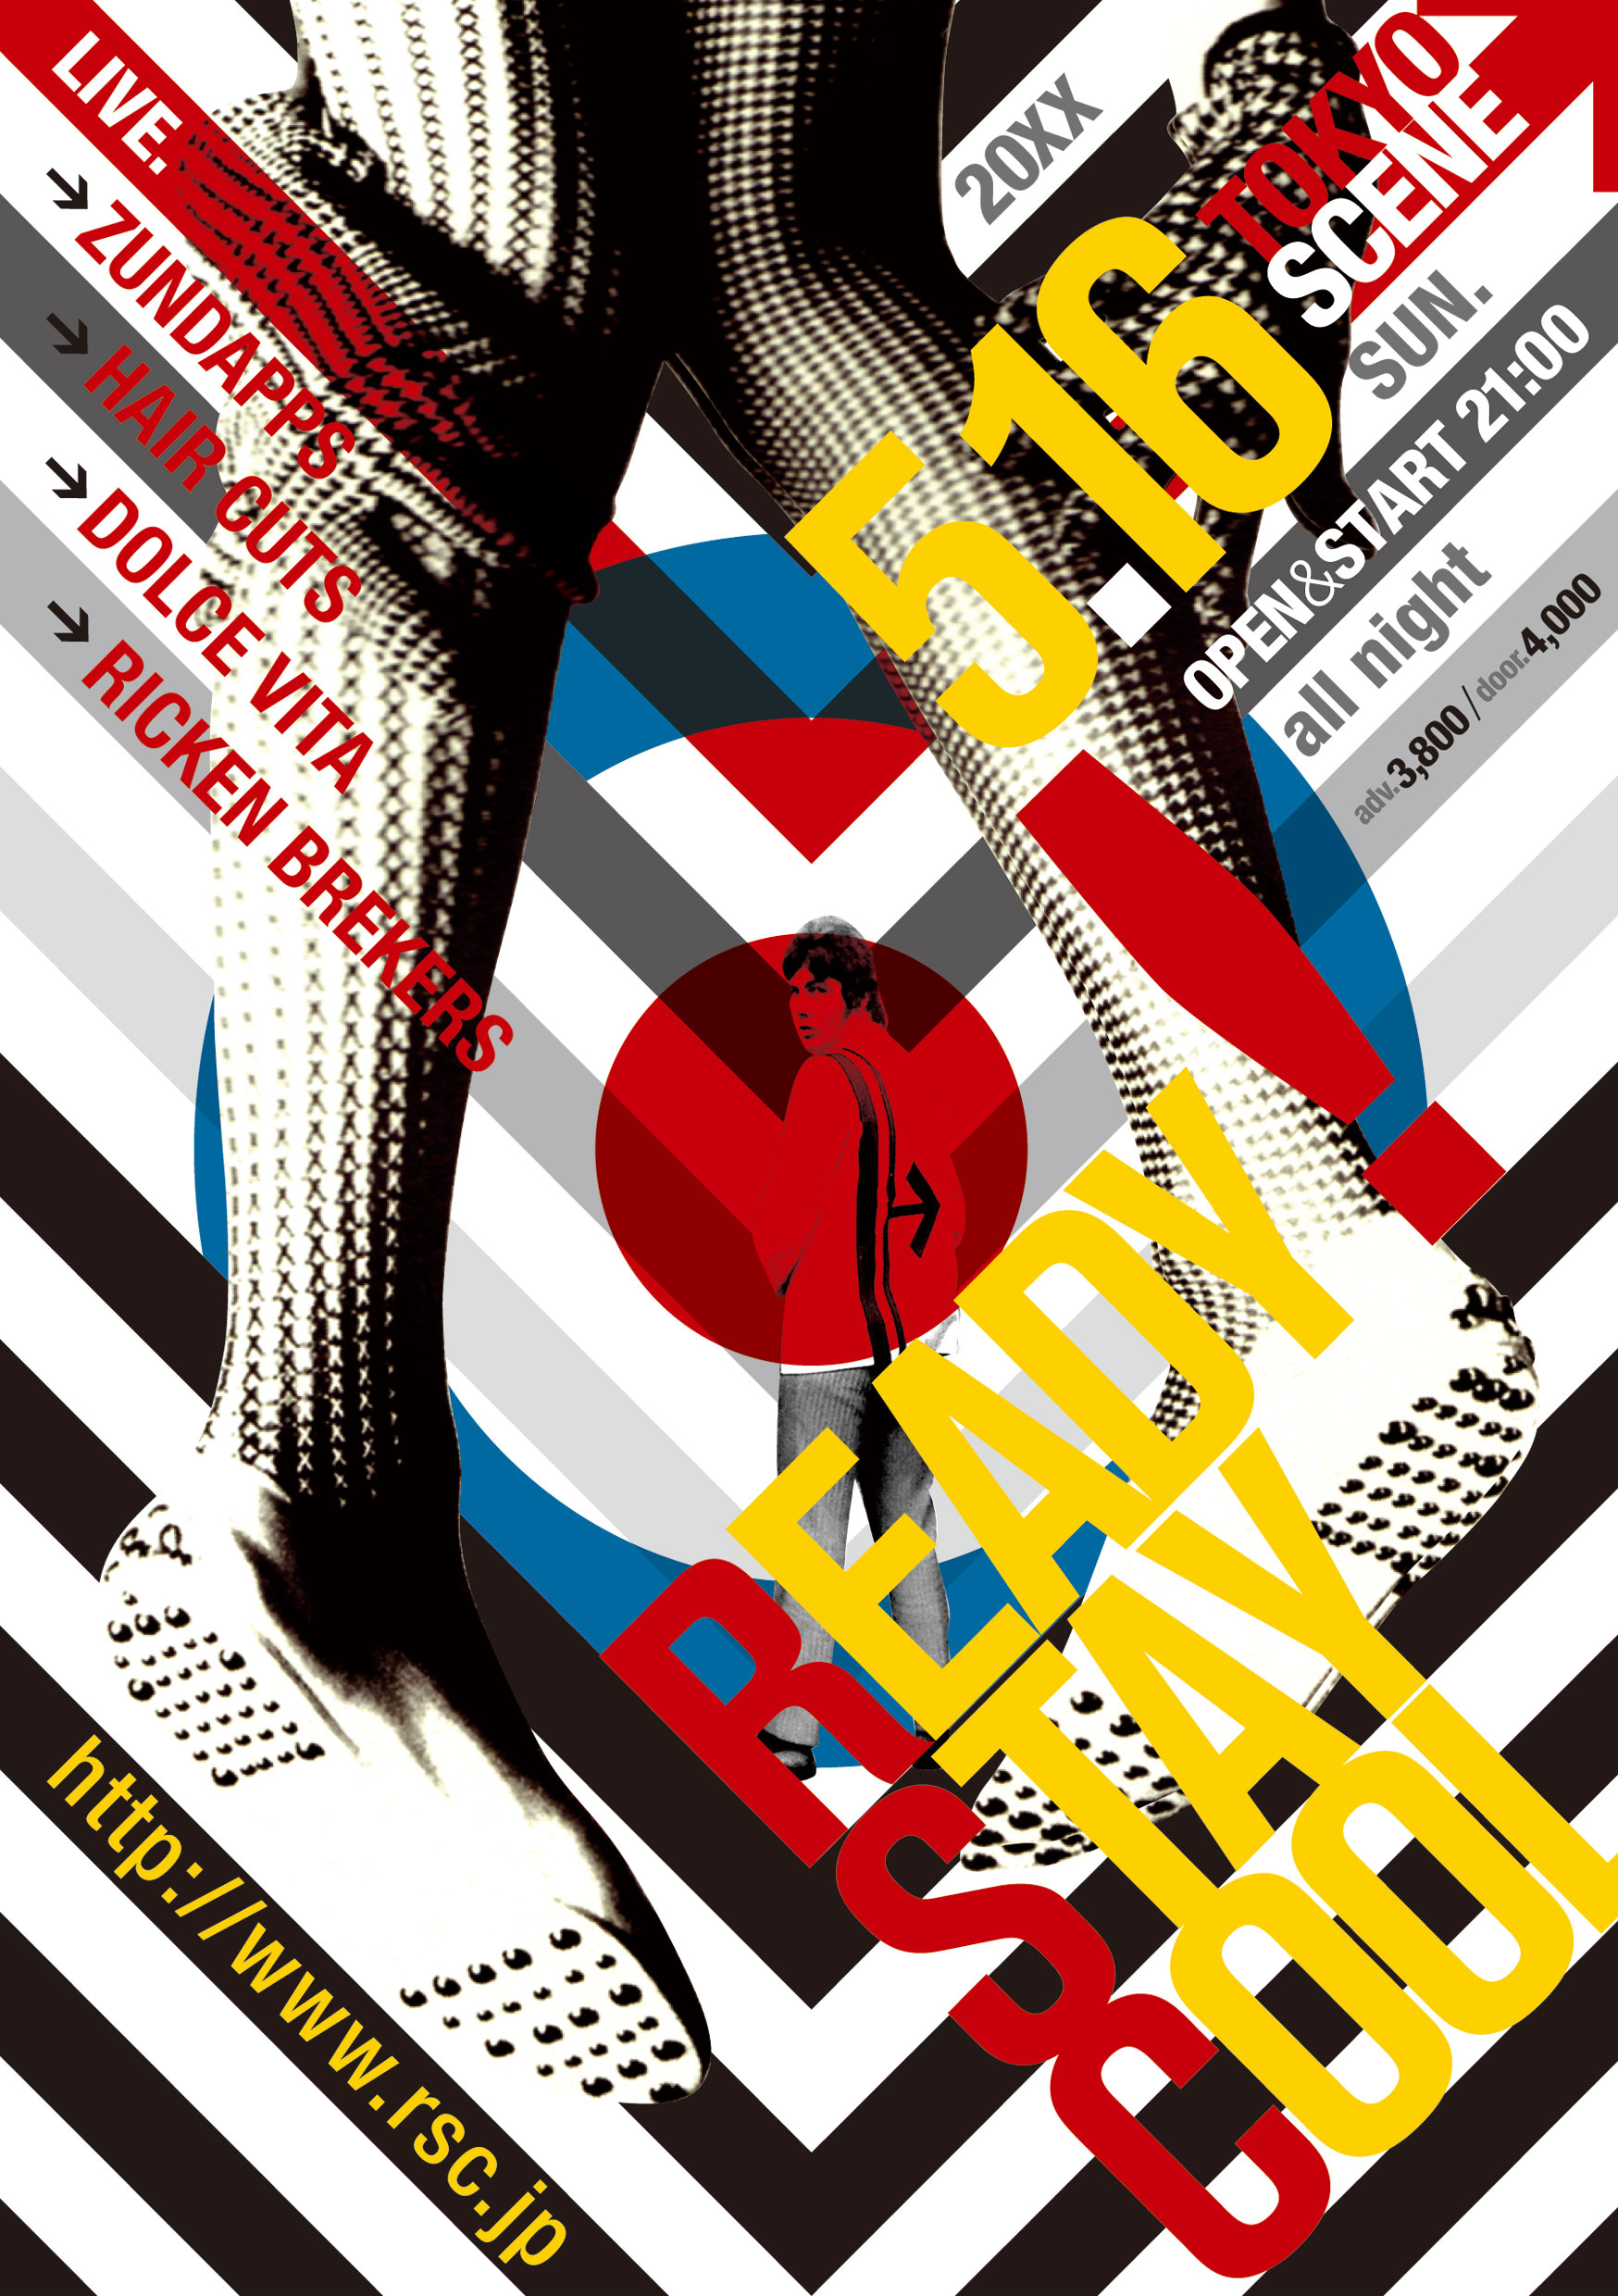 LIVE.
→ ZUNDAPPS
→ HAIR CUTS
→ DOLCE VITA
→ RICKEN BREKERS
20XX
TOKYO
SCENE
5.16
SUN.
OPEN&START 21:00
all night
adv.3,800 / door.4,000
!
READY
STAY
COOL
http://www.rsc.jp